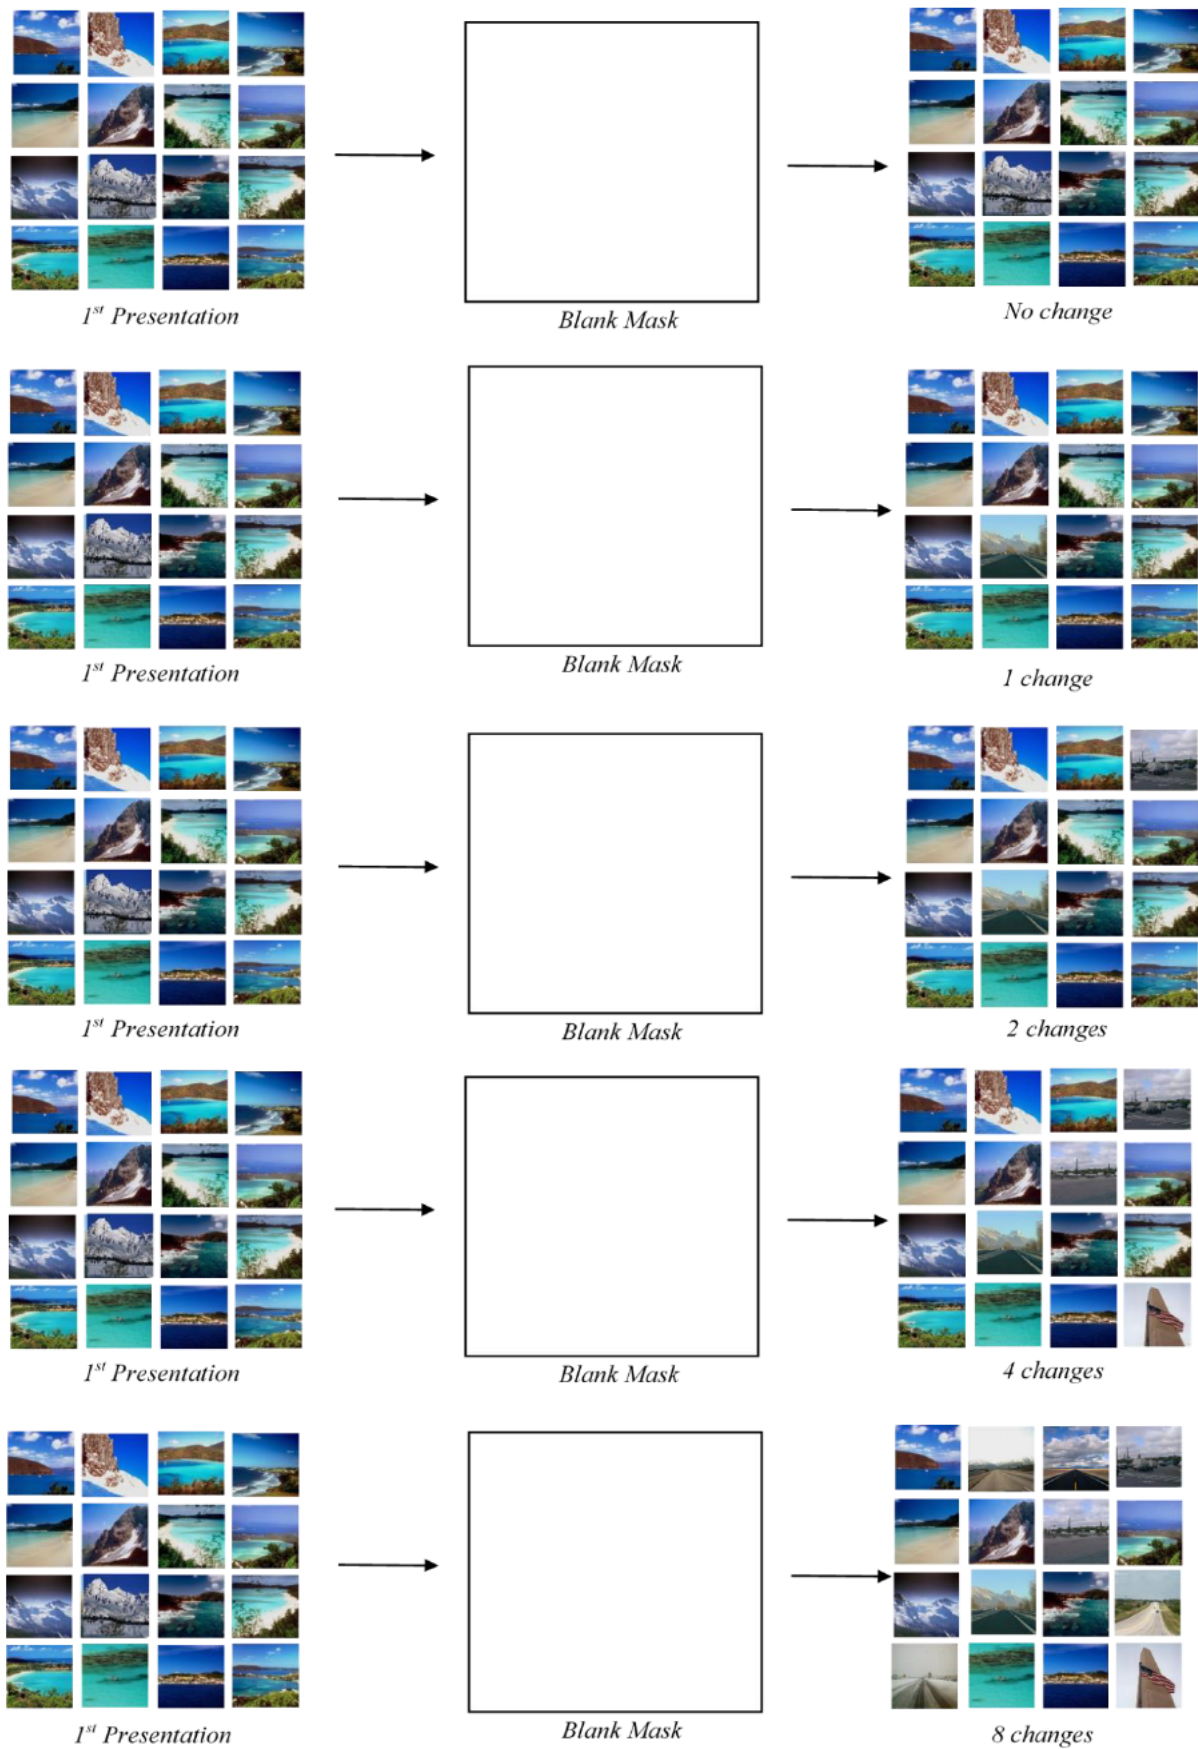 1st Presentation
Blank Mask
No change
1st Presentation
Blank Mask
1 change
1st Presentation
Blank Mask
2 changes
1st Presentation
Blank Mask
4 changes
1st Presentation
Blank Mask
8 changes